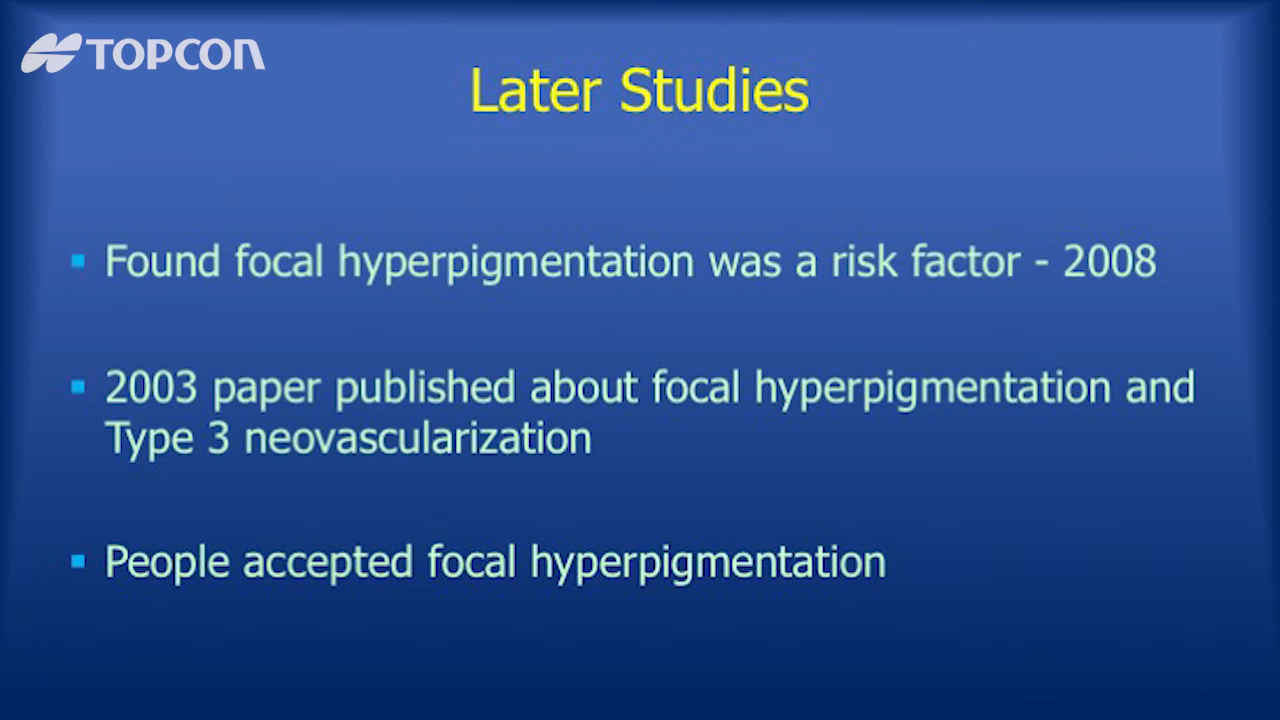 TOPCON
Later Studies
Found focal hyperpigmentation was a risk factor - 2008
2003 paper published about focal hyperpigmentation and
Type 3 neovascularization
People accepted focal hyperpigmentation